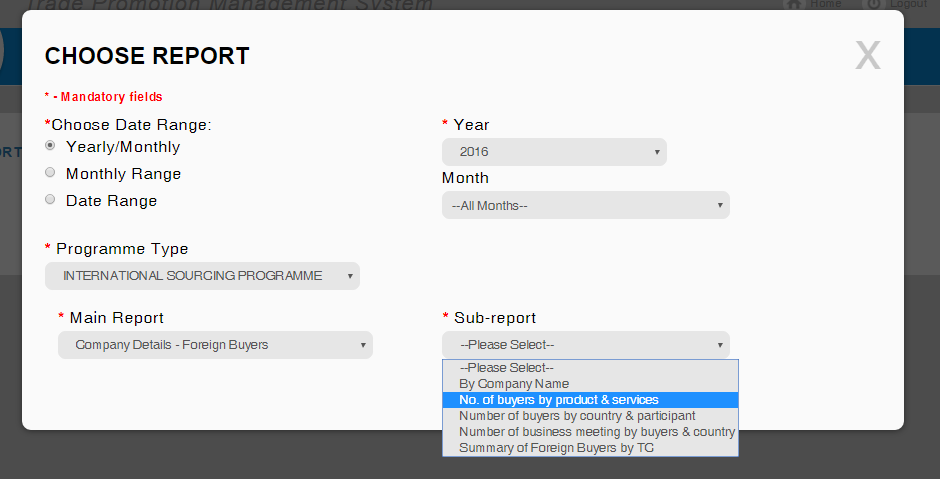 Trade Promotion Management System
Home
Logout
CHOOSE REPORT
X
* - Mandatory fields
*Choose Date Range:
Yearly/Monthly
Monthly Range
Date Range
* Year
2016
Month
--All Months--
* Programme Type
INTERNATIONAL SOURCING PROGRAMME
* Main Report
Company Details - Foreign Buyers
* Sub-report
--Please Select--
--Please Select--
By Company Name
No. of buyers by product & services
Number of buyers by country & participant
Number of business meeting by buyers & country
Summary of Foreign Buyers by TC